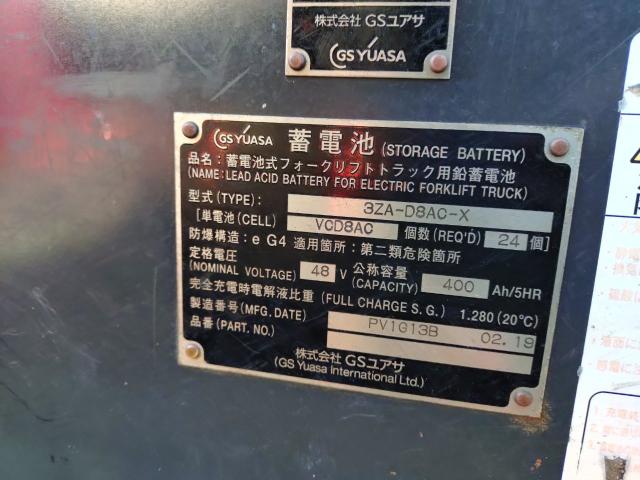 株式会社 GSユアサ
GS YUASA
GS YUASA 蓄電池 (STORAGE BATTERY)
品名：蓄電池式フォークリフトトラック用鉛蓄電池
(NAME: LEAD ACID BATTERY FOR ELECTRIC FORKLIFT TRUCK)
型式 (TYPE): 3ZA-D8AC-X
[単電池 (CELL) VCD8AC 個数 (REQ'D) 24 個]
防爆構造：e G4 適用箇所：第二類危険箇所
定格電圧 (NOMINAL VOLTAGE) 48 V 公称容量 (CAPACITY) 400 Ah/5HR
完全充電時電解液比重 (FULL CHARGE S. G.) 1.280 (20℃)
製造番号 (MFG. DATE) PV1G13B 02.19
品番 (PART. NO.)
株式会社 GSユアサ
(GS Yuasa International Ltd.)